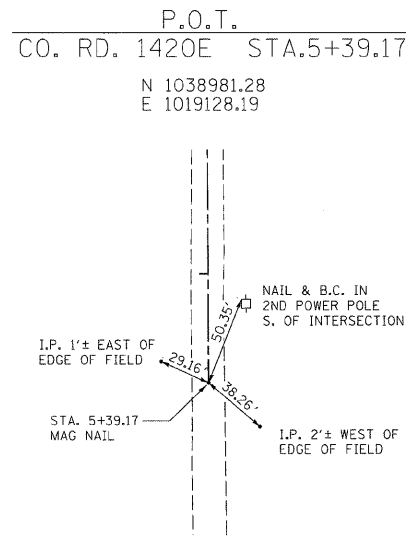 P.O.T.
CO. RD. 1420E STA.5+39.17
N 1038981.28
E 1019128.19
NAIL & B.C. IN
2ND POWER POLE
S. OF INTERSECTION
50.35'
I.P. 1'± EAST OF
EDGE OF FIELD
29.16'
38.26'
STA. 5+39.17
MAG NAIL
I.P. 2'± WEST OF
EDGE OF FIELD